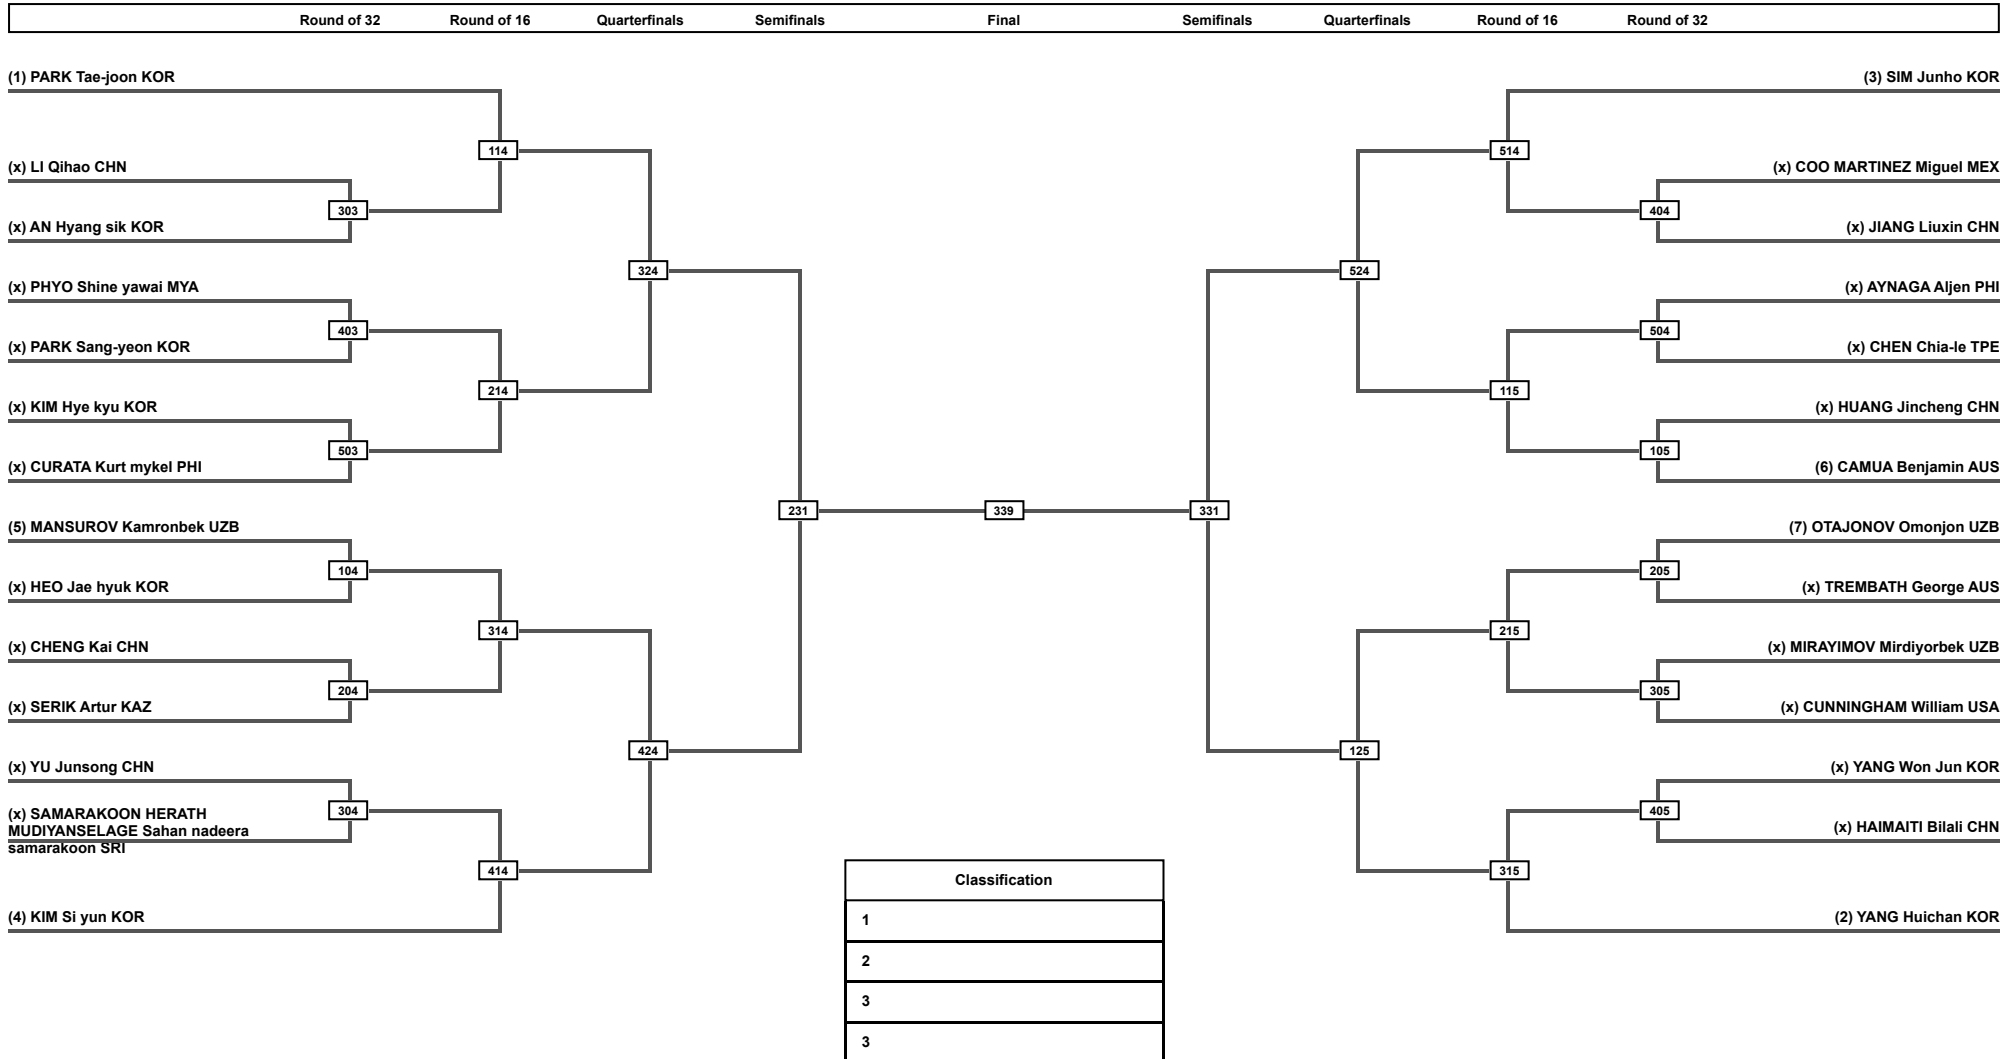 Round of 32 Round of 16 Quarterfinals Semifinals Final Semifinals Quarterfinals Round of 16 Round of 32
(1) PARK Tae-joon KOR
(x) LI Qihao CHN
(x) AN Hyang sik KOR
(x) PHYO Shine yawai MYA
(x) PARK Sang-yeon KOR
(x) KIM Hye kyu KOR
(x) CURATA Kurt mykel PHI
(5) MANSUROV Kamronbek UZB
(x) HEO Jae hyuk KOR
(x) CHENG Kai CHN
(x) SERIK Artur KAZ
(x) YU Junsong CHN
(x) SAMARAKOON HERATH
MUDIYANSELAGE Sahan nadeera
samarakoon SRI
(4) KIM Si yun KOR
303
403
503
104
204
304
114
214
314
414
324
424
231
339
331
524
125
514
115
215
315
404
504
105
205
305
405
(3) SIM Junho KOR
(x) COO MARTINEZ Miguel MEX
(x) JIANG Liuxin CHN
(x) AYNAGA Aljen PHI
(x) CHEN Chia-le TPE
(x) HUANG Jincheng CHN
(6) CAMUA Benjamin AUS
(7) OTAJONOV Omonjon UZB
(x) TREMBATH George AUS
(x) MIRAYIMOV Mirdiyorbek UZB
(x) CUNNINGHAM William USA
(x) YANG Won Jun KOR
(x) HAIMAITI Bilali CHN
(2) YANG Huichan KOR
Classification
1
2
3
3